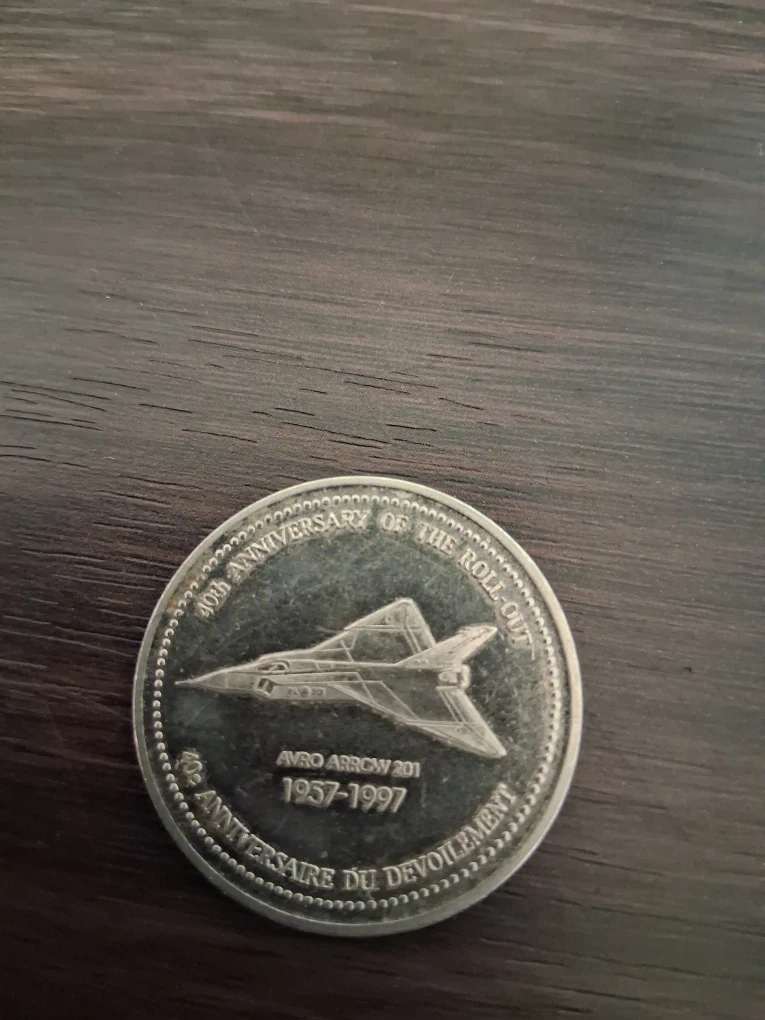 40th ANNIVERSARY OF THE ROLL-OUT
AVRO ARROW 201
1957-1997
40e ANNIVERSAIRE DU DEVOILEMENT